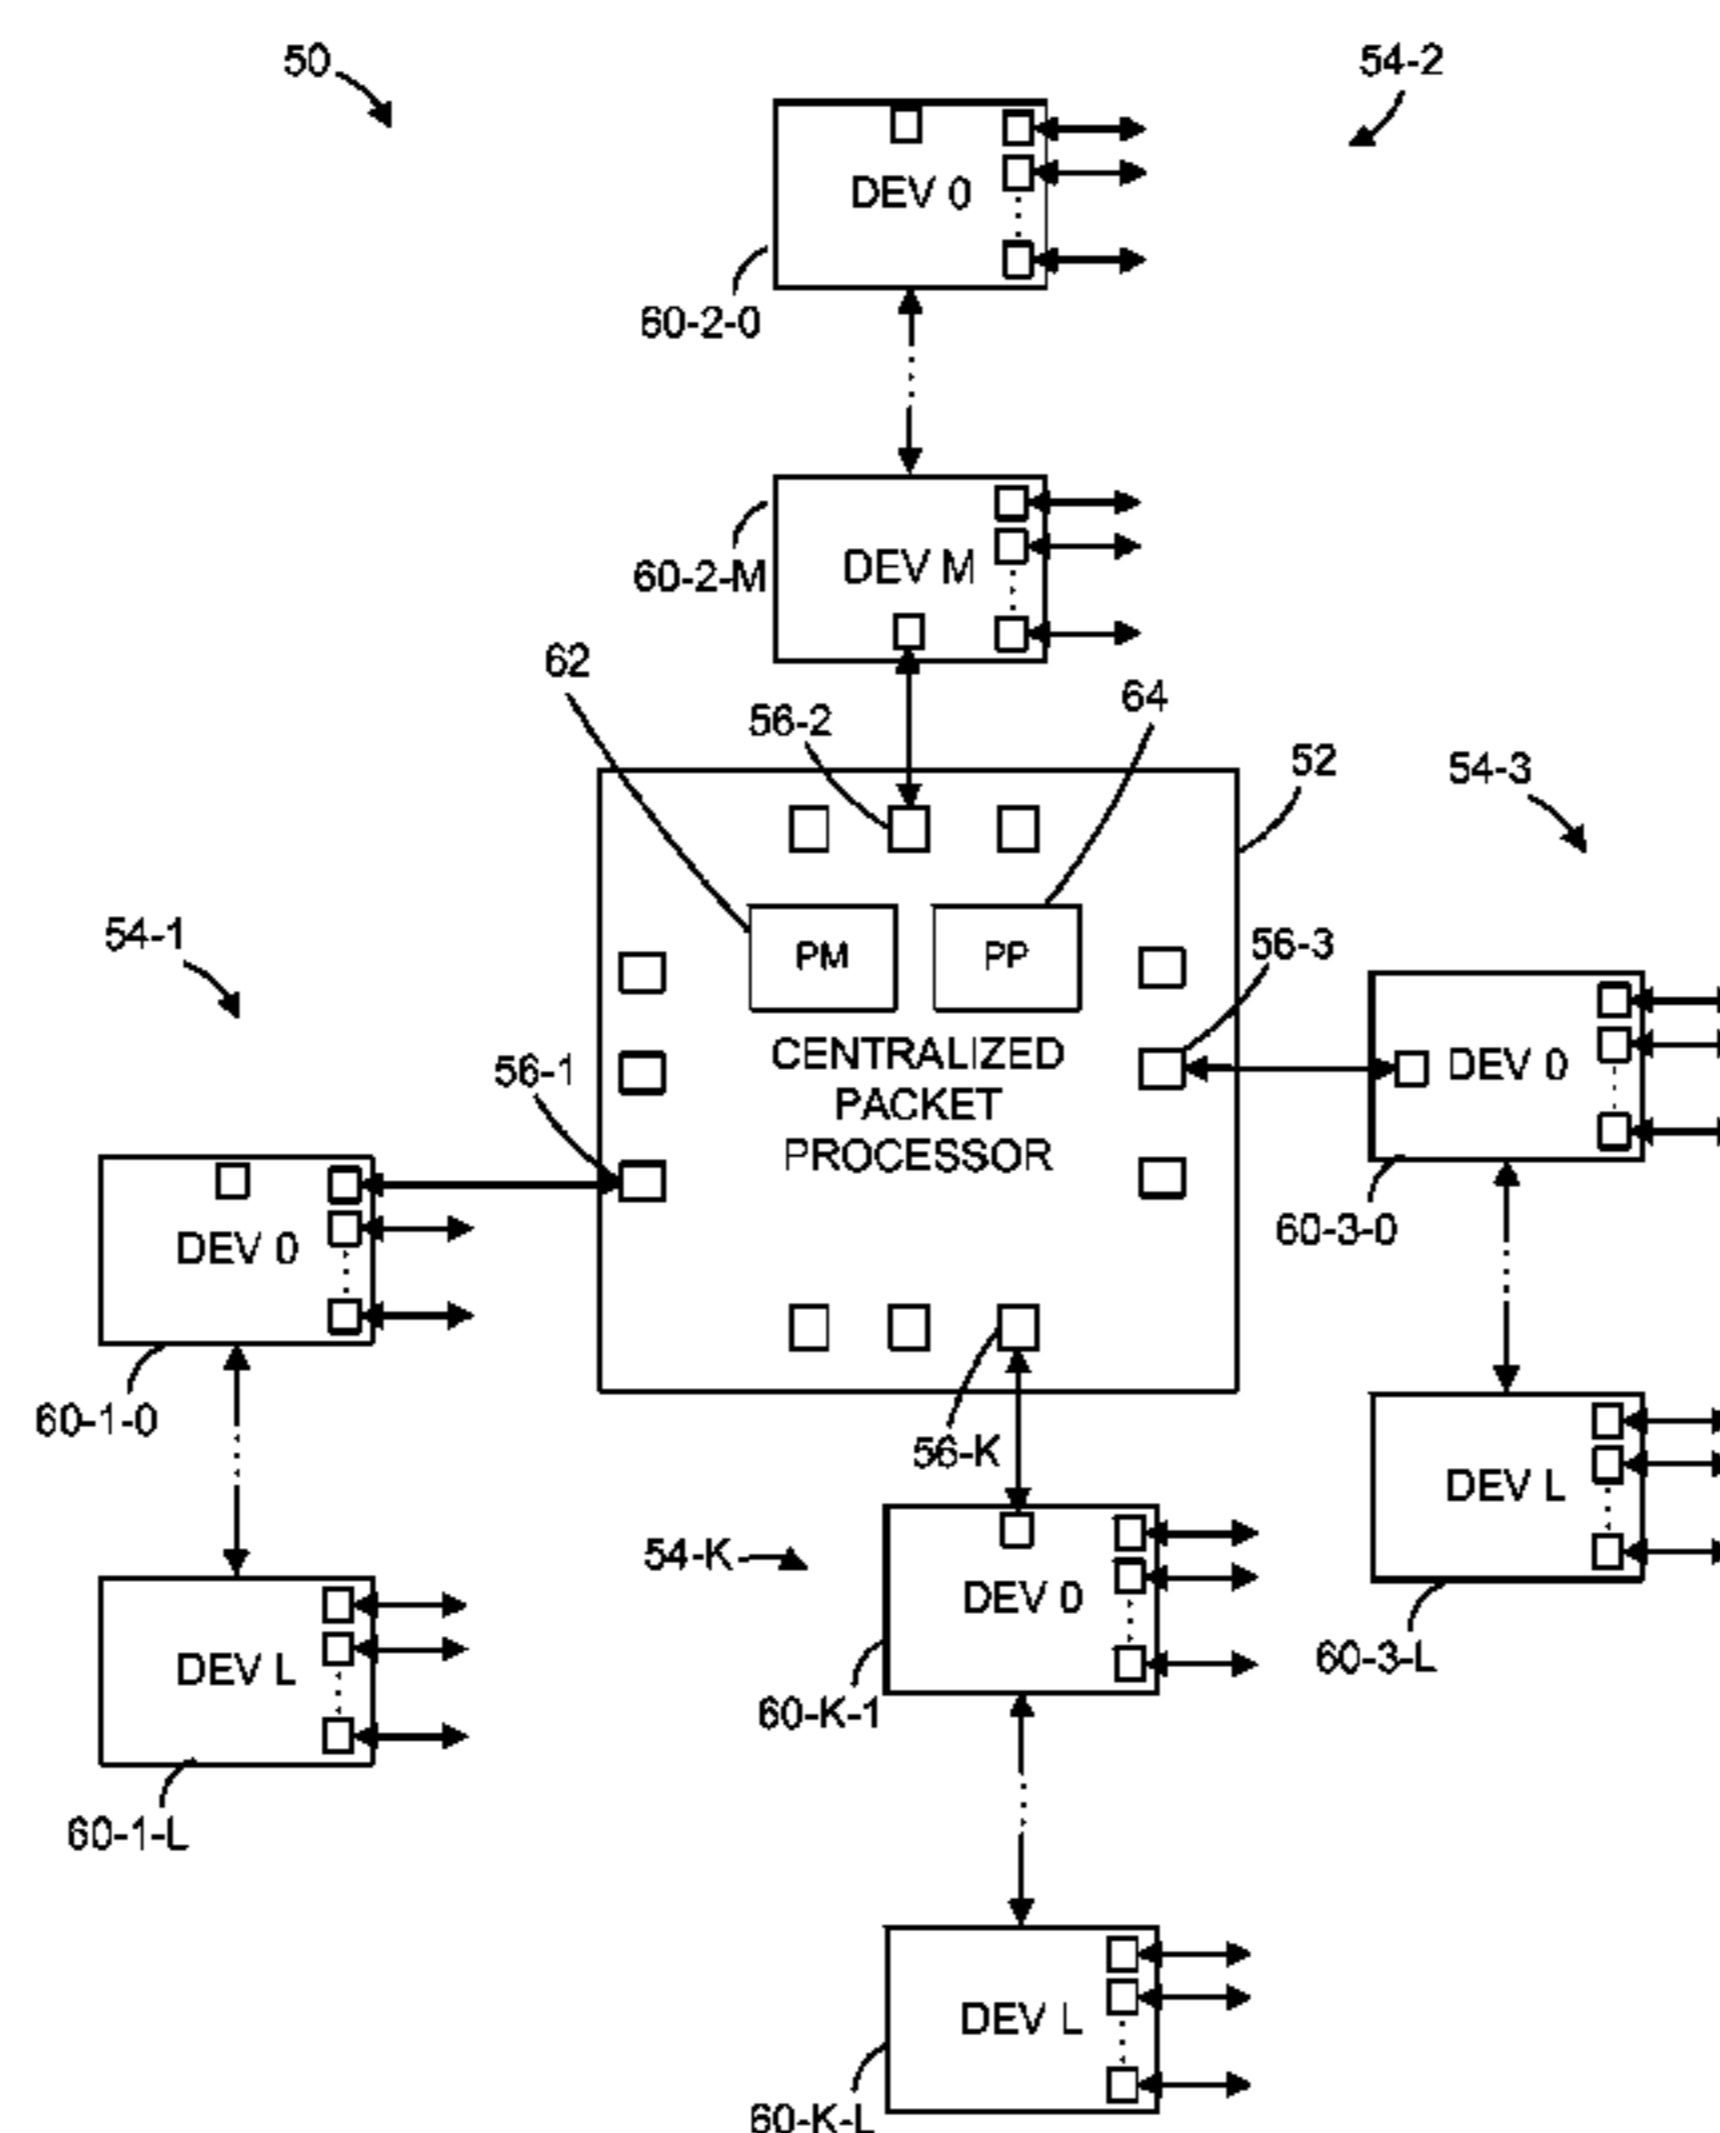 50
54-2
DEV 0
60-2-0
DEV M
60-2-M
62
64
56-2
52
54-3
PM
PP
54-1
56-3
CENTRALIZED
PACKET
PROCESSOR
56-1
DEV 0
DEV 0
60-3-0
60-1-0
56-K
DEV L
54-K
DEV 0
DEV L
60-3-L
60-K-1
60-1-L
DEV L
60-K-L